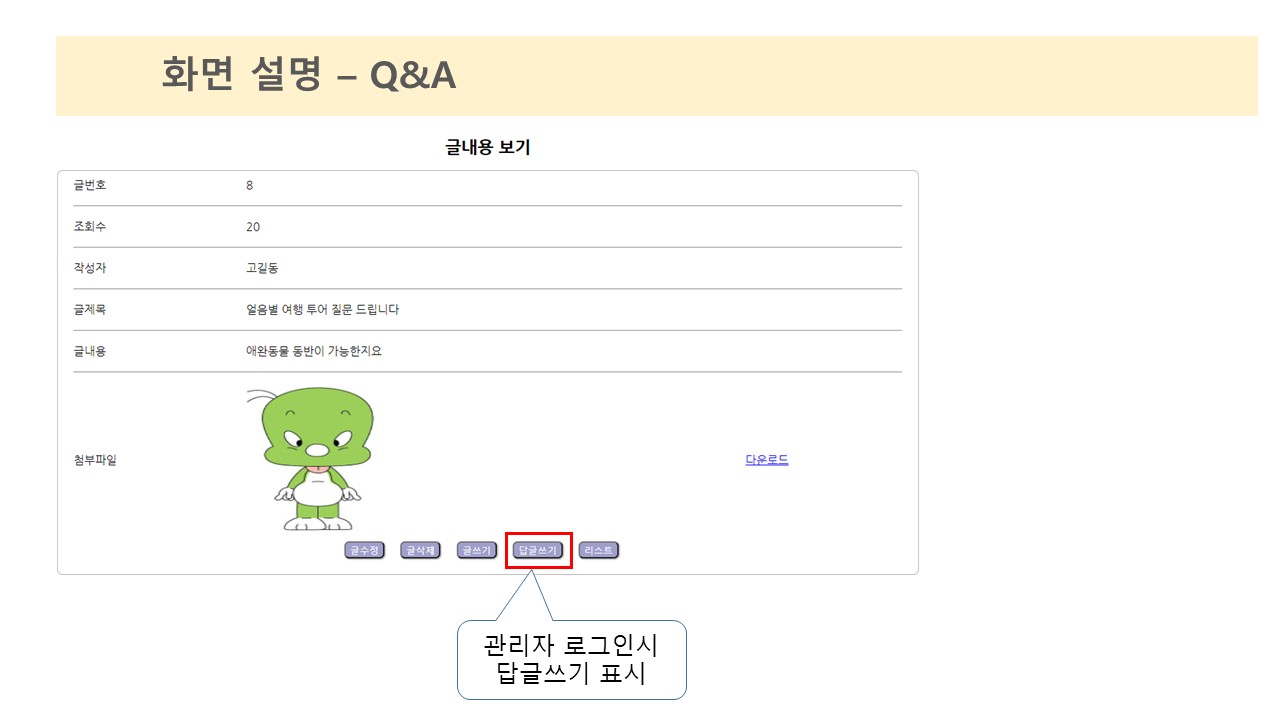 화면 설명 – Q&A
글내용 보기
글번호 8
조회수 20
작성자 고길동
글제목 얼음별 여행 투어 질문 드립니다
글내용 애완동물 동반이 가능한지요
첨부파일 다운로드
글수정 글삭제 글쓰기 답글쓰기 리스트
관리자 로그인시
답글쓰기 표시